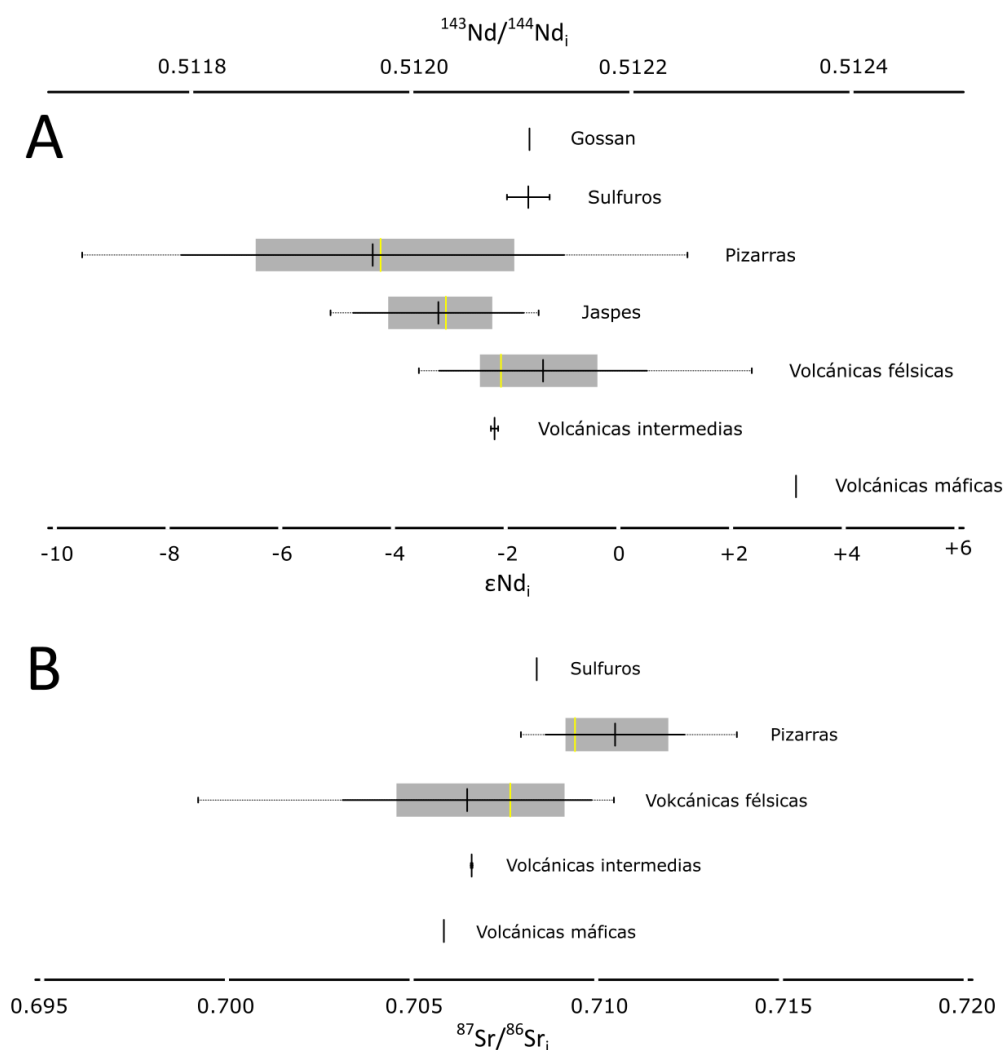 ¹⁴³Nd/¹⁴⁴Ndᵢ
0.5118 0.5120 0.5122 0.5124
A
Gossan
Sulfuros
Pizarras
Jaspes
Volcánicas félsicas
Volcánicas intermedias
Volcánicas máficas
-10 -8 -6 -4 -2 0 +2 +4 +6
εNdᵢ
B
Sulfuros
Pizarras
Vokcánicas félsicas
Volcánicas intermedias
Volcánicas máficas
0.695 0.700 0.705 0.710 0.715 0.720
⁸⁷Sr/⁸⁶Srᵢ